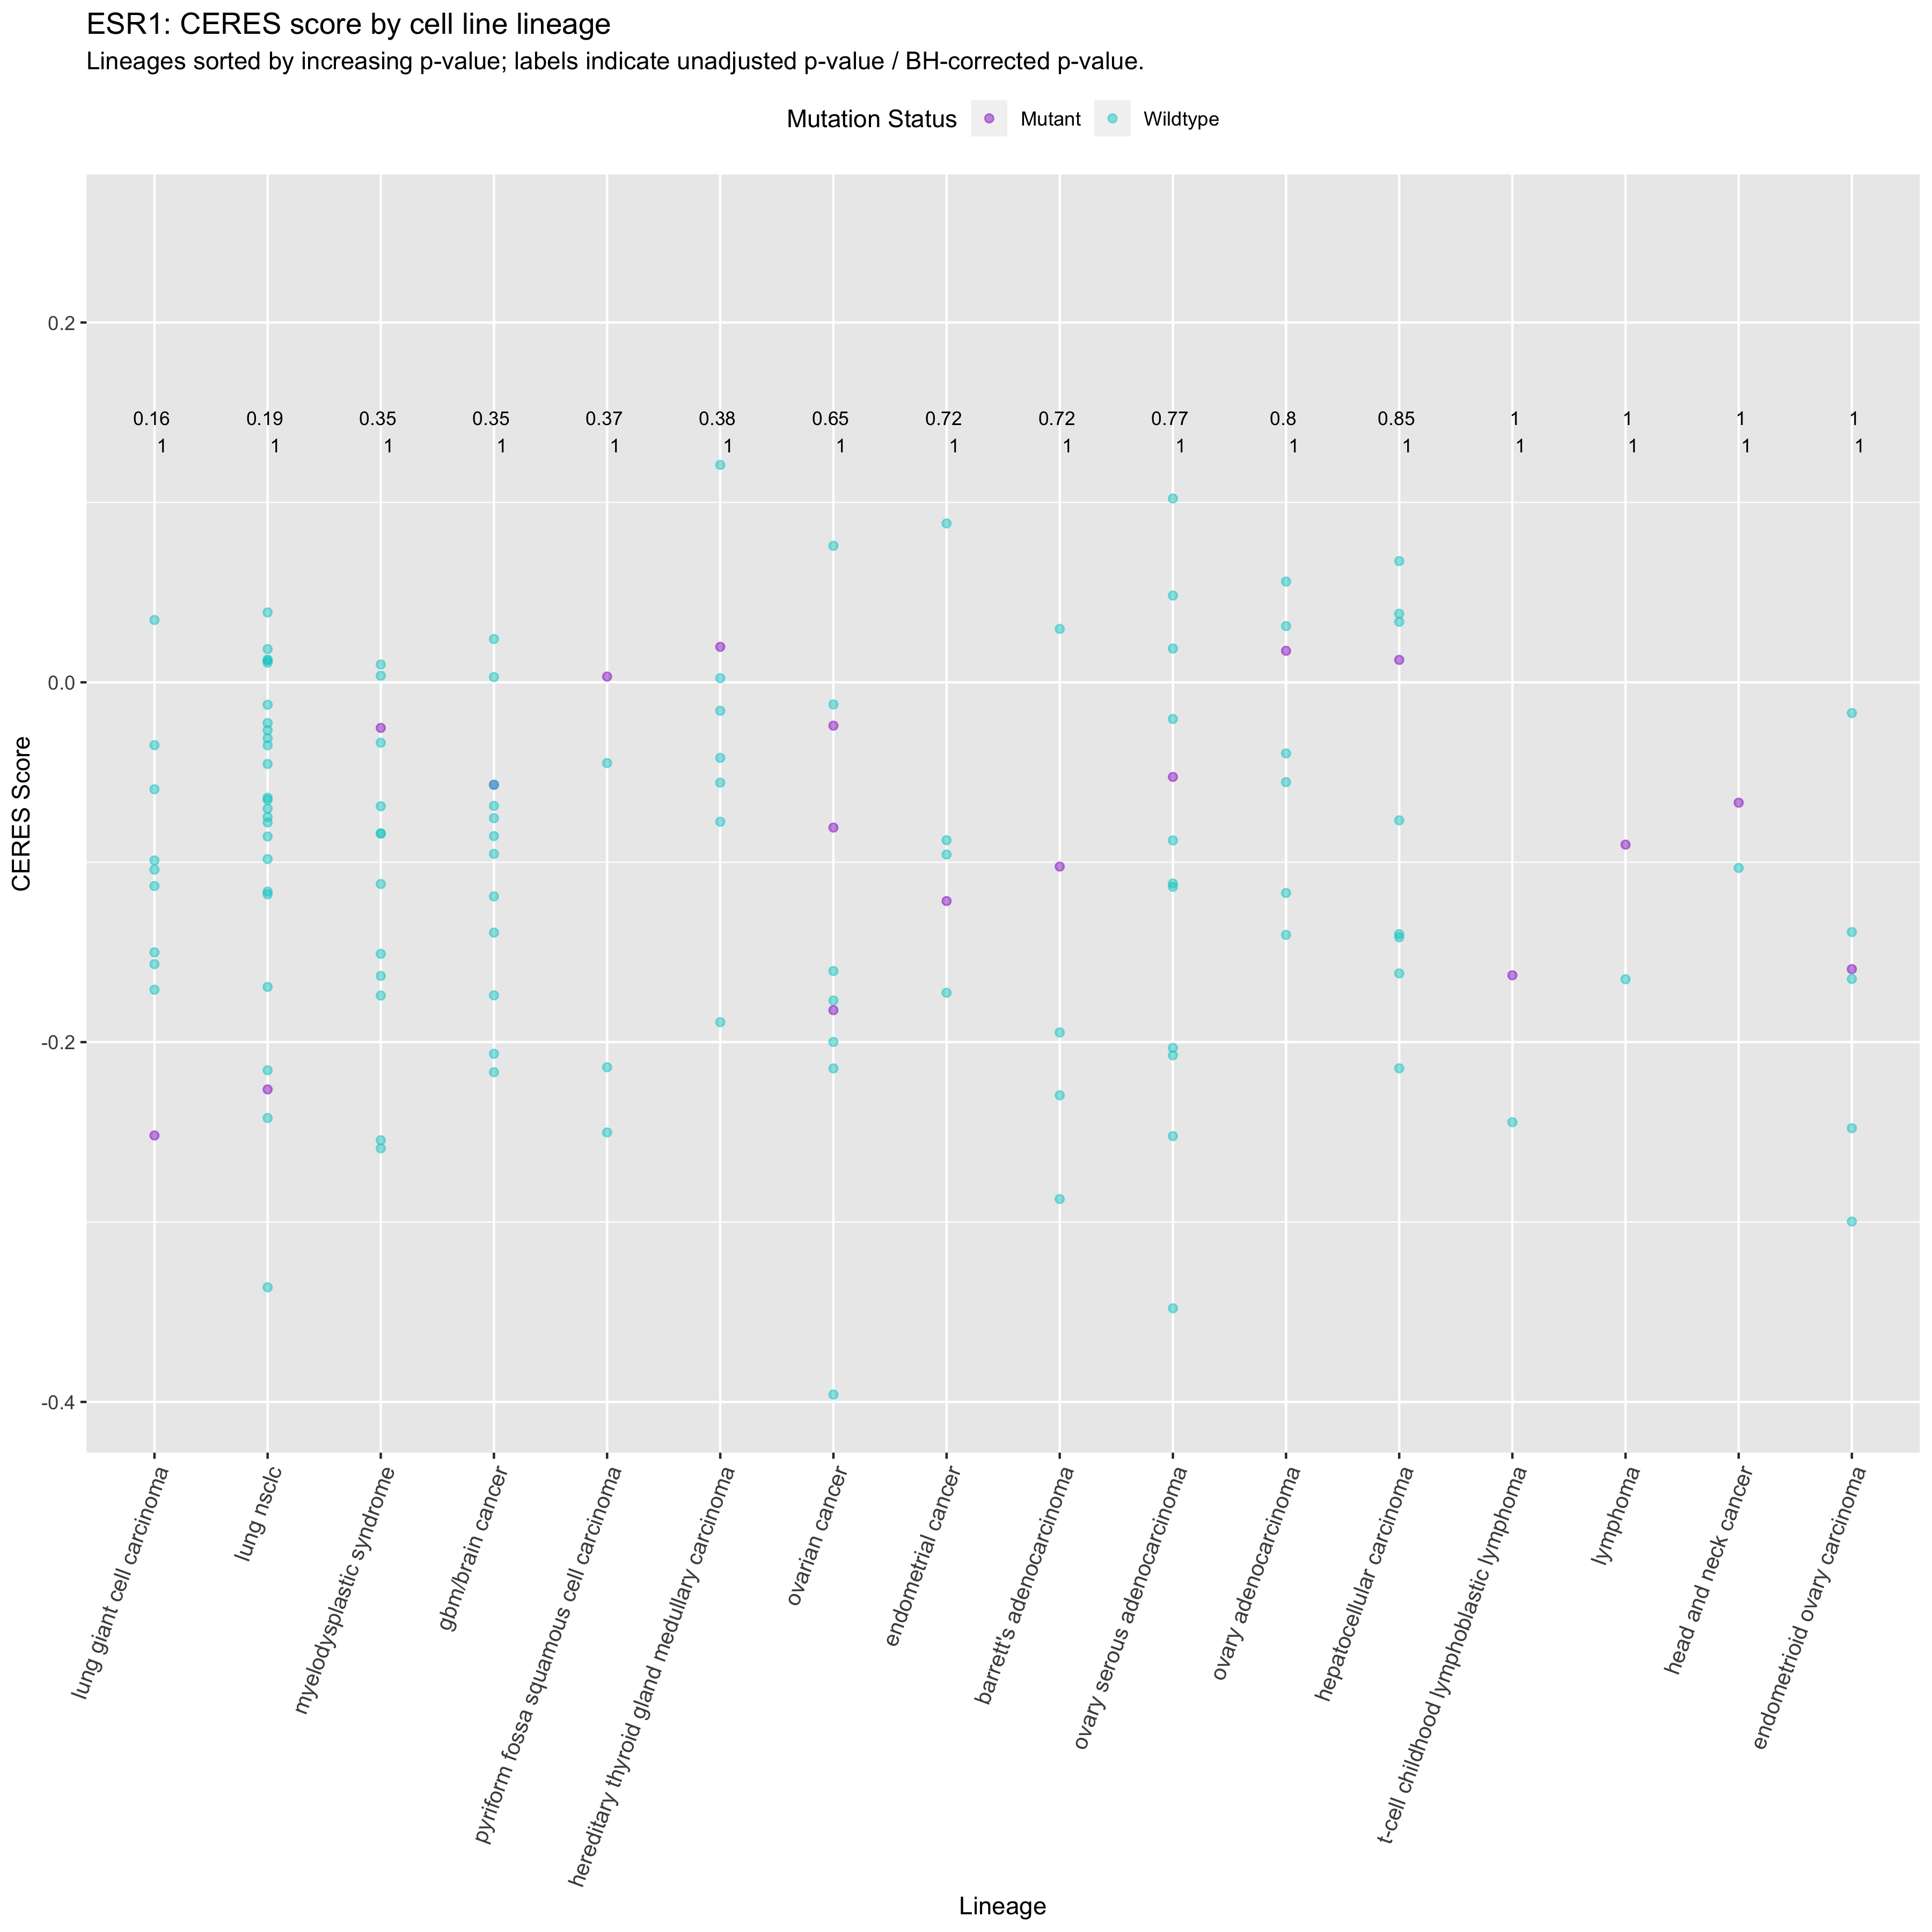 ESR1: CERES score by cell line lineage
Lineages sorted by increasing p-value; labels indicate unadjusted p-value / BH-corrected p-value.
Mutation Status Mutant Wildtype
0.2
0.16 0.19 0.35 0.35 0.37 0.38 0.65 0.72 0.72 0.77 0.8 0.85 1 1 1 1
1 1 1 1 1 1 1 1 1 1 1 1 1 1 1 1
0.0
CERES Score
-0.2
-0.4
lung giant cell carcinoma
lung nsclc
myelodysplastic syndrome
gbm/brain cancer
pyriform fossa squamous cell carcinoma
hereditary thyroid gland medullary carcinoma
ovarian cancer
endometrial cancer
barrett's adenocarcinoma
ovary serous adenocarcinoma
ovary adenocarcinoma
hepatocellular carcinoma
t-cell childhood lymphoblastic lymphoma
lymphoma
head and neck cancer
endometrioid ovary carcinoma
Lineage